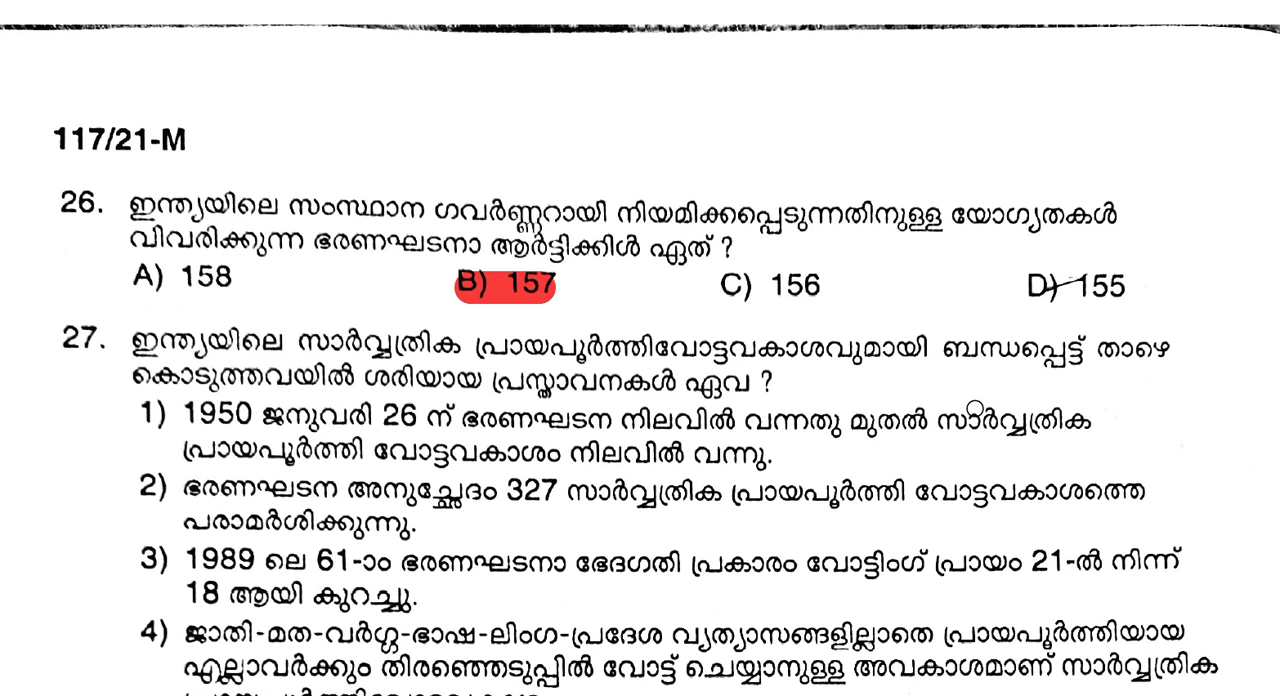 117/21-M
26. ഇന്ത്യയിലെ സംസ്ഥാന ഗവർണ്ണറായി നിയമിക്കപ്പെടുന്നതിനുള്ള യോഗ്യതകൾ
വിവരിക്കുന്ന ഭരണഘടനാ ആർട്ടിക്കിൾ ഏത് ?
A) 158 B) 157 C) 156 D) 155
27. ഇന്ത്യയിലെ സാർവ്വത്രിക പ്രായപൂർത്തിവോട്ടവകാശവുമായി ബന്ധപ്പെട്ട് താഴെ
കൊടുത്തവയിൽ ശരിയായ പ്രസ്താവനകൾ ഏവ ?
1) 1950 ജനുവരി 26 ന് ഭരണഘടന നിലവിൽ വന്നതു മുതൽ സാർവ്വത്രിക
പ്രായപൂർത്തി വോട്ടവകാശം നിലവിൽ വന്നു.
2) ഭരണഘടന അനുച്ഛേദം 327 സാർവ്വത്രിക പ്രായപൂർത്തി വോട്ടവകാശത്തെ
പരാമർശിക്കുന്നു.
3) 1989 ലെ 61-ാം ഭരണഘടനാ ഭേദഗതി പ്രകാരം വോട്ടിംഗ് പ്രായം 21-ൽ നിന്ന്
18 ആയി കുറച്ചു.
4) ജാതി-മത-വർഗ്ഗ-ഭാഷ-ലിംഗ-പ്രദേശ വ്യത്യാസങ്ങളില്ലാതെ പ്രായപൂർത്തിയായ
എല്ലാവർക്കും തിരഞ്ഞെടുപ്പിൽ വോട്ട് ചെയ്യാനുള്ള അവകാശമാണ് സാർവ്വത്രിക